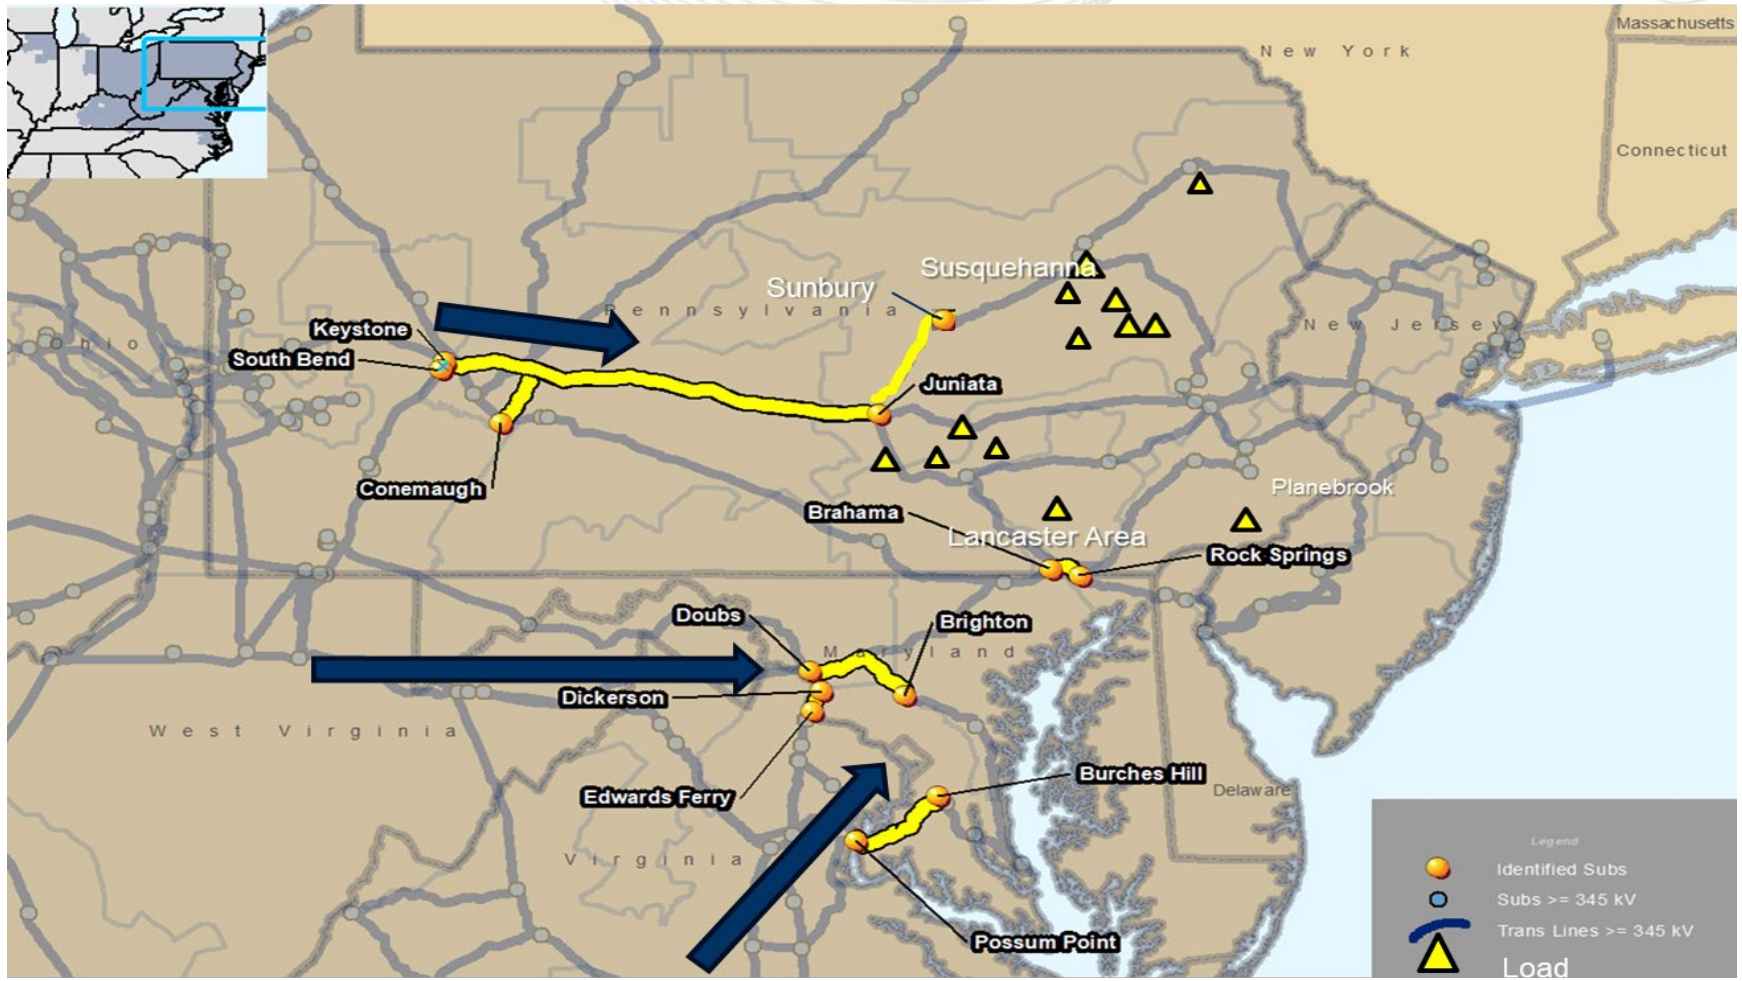 Massachusetts
New York
Connecticut
Susquehanna
Sunbury
Pennsylvania
Keystone
New Jersey
Ohio
South Bend
Juniata
Conemaugh
Planebrook
Brahama
Lancaster Area
Rock Springs
Doubs
Brighton
Maryland
Dickerson
West Virginia
Burches Hill
Edwards Ferry
Delaware
Virginia
Possum Point
Legend
Identified Subs
Subs >= 345 kV
Trans Lines >= 345 kV
Load